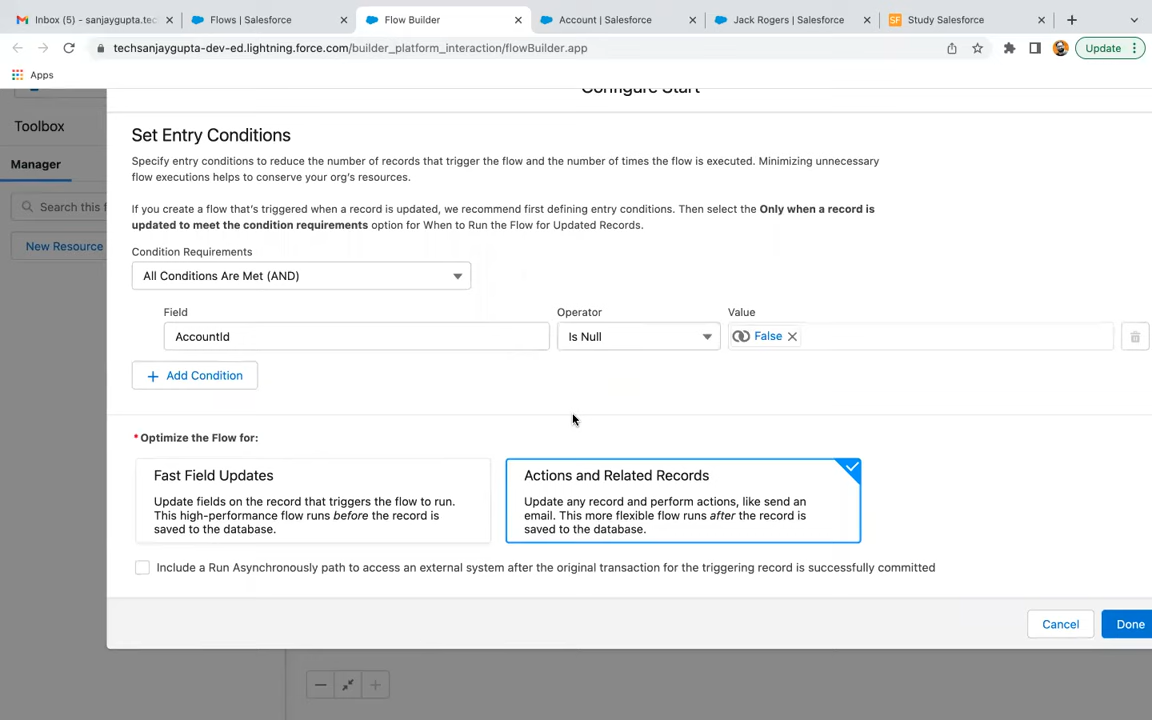 Inbox (5) - sanjaygupta.tec
Flows | Salesforce
Flow Builder
Account | Salesforce
Jack Rogers | Salesforce
SF
Study Salesforce
techsanjaygupta-dev-ed.lightning.force.com/builder_platform_interaction/flowBuilder.app
Update
Apps
Configure Start
Toolbox
Manager
Search this f
New Resource
Set Entry Conditions
Specify entry conditions to reduce the number of records that trigger the flow and the number of times the flow is executed. Minimizing unnecessary
flow executions helps to conserve your org's resources.
If you create a flow that's triggered when a record is updated, we recommend first defining entry conditions. Then select the Only when a record is
updated to meet the condition requirements option for When to Run the Flow for Updated Records.
Condition Requirements
All Conditions Are Met (AND)
Field
Operator
Value
AccountId
Is Null
False
+ Add Condition
* Optimize the Flow for:
Fast Field Updates
Update fields on the record that triggers the flow to run.
This high-performance flow runs before the record is
saved to the database.
Actions and Related Records
Update any record and perform actions, like send an
email. This more flexible flow runs after the record is
saved to the database.
Include a Run Asynchronously path to access an external system after the original transaction for the triggering record is successfully committed
Cancel
Done